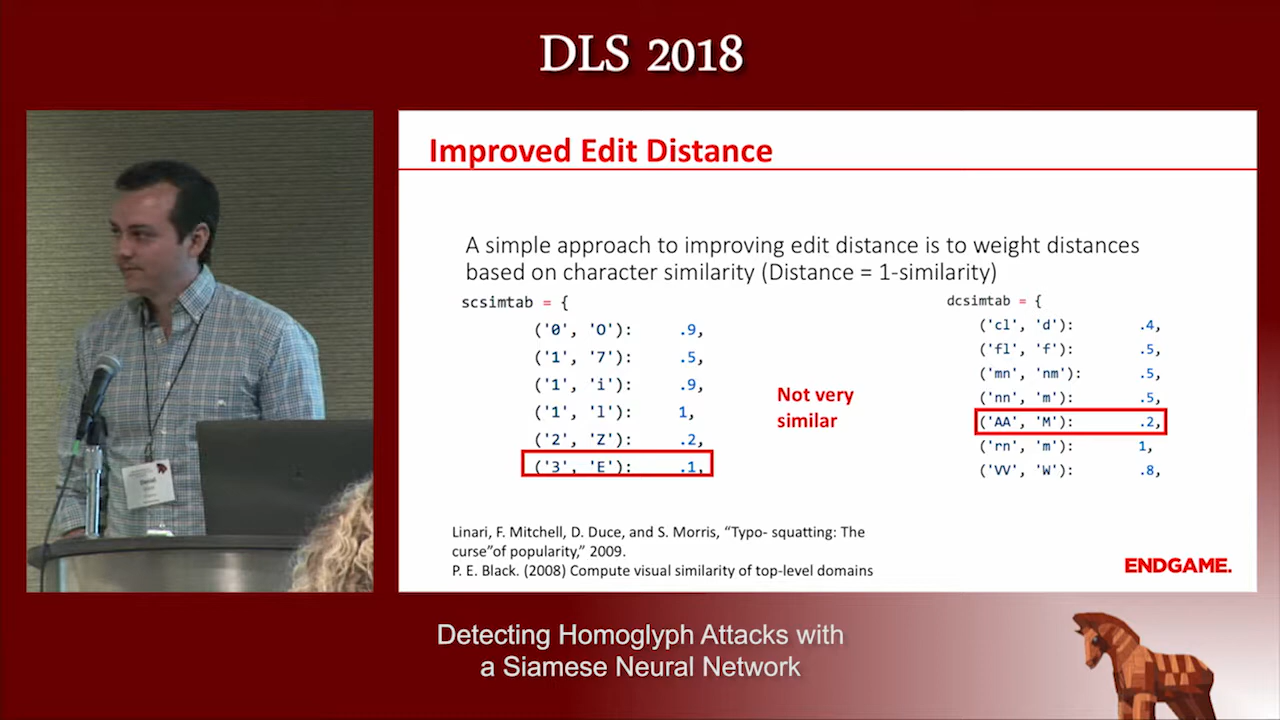 DLS 2018
Improved Edit Distance
A simple approach to improving edit distance is to weight distances
based on character similarity (Distance = 1-similarity)
scsimtab = {
('0', 'O'): .9,
('1', '7'): .5,
('1', 'i'): .9,
('1', 'l'): 1,
('2', 'Z'): .2,
('3', 'E'): .1,
Not very
similar
dcsimtab = {
('cl', 'd'): .4,
('fl', 'f'): .5,
('mn', 'nm'): .5,
('nn', 'm'): .5,
('AA', 'M'): .2,
('rn', 'm'): 1,
('VV', 'W'): .8,
Linari, F. Mitchell, D. Duce, and S. Morris, “Typo- squatting: The
curse”of popularity,” 2009.
P. E. Black. (2008) Compute visual similarity of top-level domains
ENDGAME.
Detecting Homoglyph Attacks with
a Siamese Neural Network